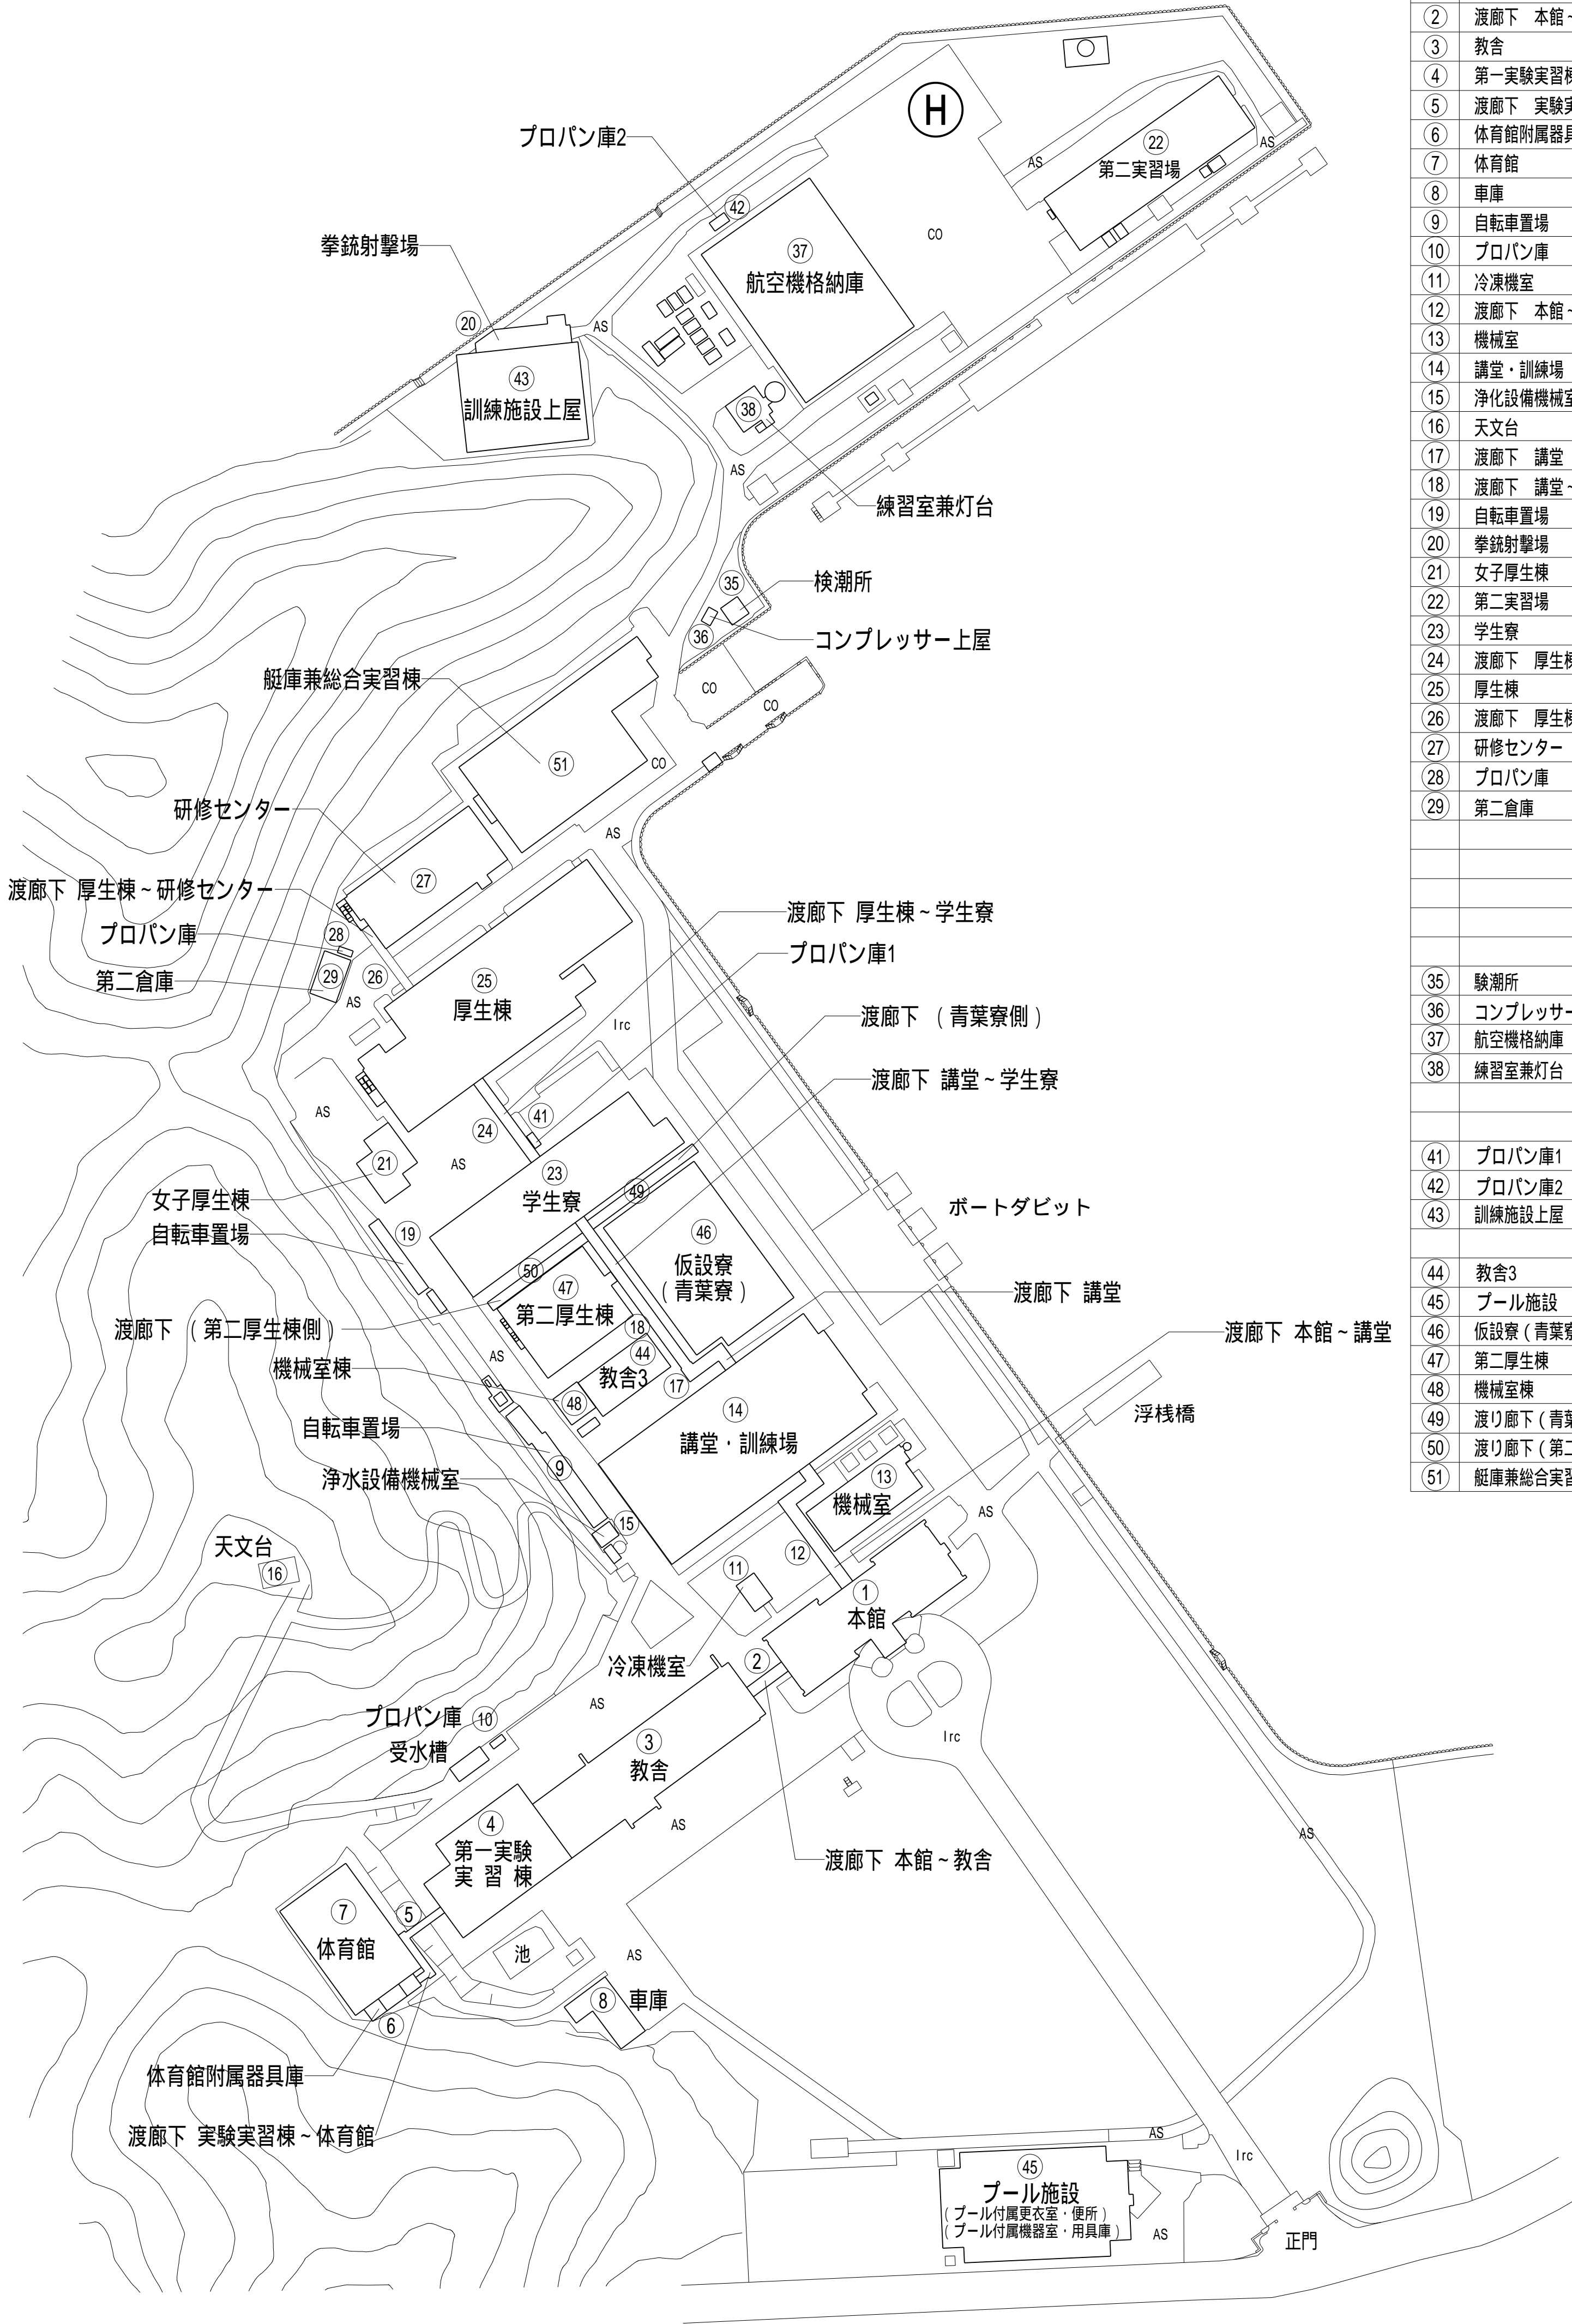 プロパン庫2
H
AS
22
第二実習場
AS
42
CO
拳銃射撃場
37
航空機格納庫
20
AS
43
訓練施設上屋
38
AS
練習室兼灯台
35
検潮所
36
コンプレッサー上屋
艇庫兼総合実習棟
CO
CO
51
CO
研修センター
AS
27
渡廊下 厚生棟~研修センター
渡廊下 厚生棟~学生寮
プロパン庫
28
プロパン庫1
第二倉庫
29
26
25
AS
厚生棟
Irc
渡廊下 (青葉寮側)
渡廊下 講堂~学生寮
AS
41
24
21
AS
23
女子厚生棟
学生寮
49
ボートダビット
自転車置場
19
46
仮設寮
(青葉寮)
50
47
第二厚生棟
渡廊下 講堂
渡廊下 (第二厚生棟側)
18
渡廊下 本館~講堂
AS
44
機械室棟
教舎3
17
48
14
浮桟橋
自転車置場
講堂・訓練場
9
13
浄水設備機械室
機械室
15
AS
天文台
12
16
11
1
本館
冷凍機室
2
AS
プロパン庫
10
受水槽
3
教舎
Irc
4
AS
AS
第一実験
実習棟
渡廊下 本館~教舎
7
5
体育館
池
AS
8
車庫
6
体育館附属器具庫
渡廊下 実験実習棟~体育館
AS
Irc
45
プール施設
(プール付属更衣室・便所)
(プール付属機器室・用具庫)
AS
正門
2 渡廊下 本館~
3 教舎
4 第一実験実習棟
5 渡廊下 実験実
6 体育館附属器具
7 体育館
8 車庫
9 自転車置場
10 プロパン庫
11 冷凍機室
12 渡廊下 本館~
13 機械室
14 講堂・訓練場
15 浄化設備機械室
16 天文台
17 渡廊下 講堂
18 渡廊下 講堂~
19 自転車置場
20 拳銃射撃場
21 女子厚生棟
22 第二実習場
23 学生寮
24 渡廊下 厚生棟
25 厚生棟
26 渡廊下 厚生棟
27 研修センター
28 プロパン庫
29 第二倉庫
35 験潮所
36 コンプレッサー
37 航空機格納庫
38 練習室兼灯台
41 プロパン庫1
42 プロパン庫2
43 訓練施設上屋
44 教舎3
45 プール施設
46 仮設寮(青葉寮
47 第二厚生棟
48 機械室棟
49 渡り廊下(青葉
50 渡り廊下(第二
51 艇庫兼総合実習